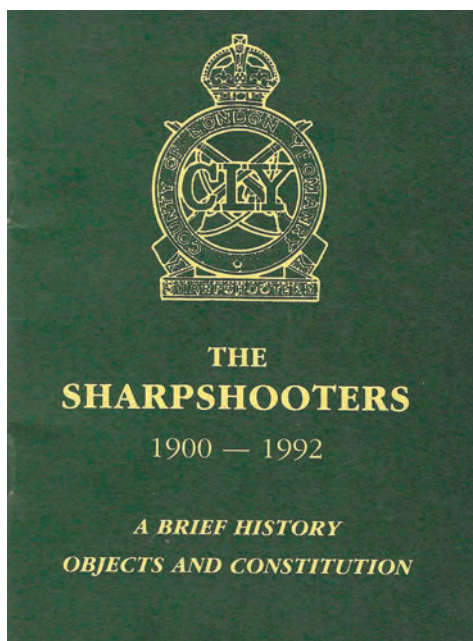 COUNTY OF LONDON YEOMANRY
CLY
SHARPSHOOTERS
THE
SHARPSHOOTERS
1900 — 1992
A BRIEF HISTORY
OBJECTS AND CONSTITUTION